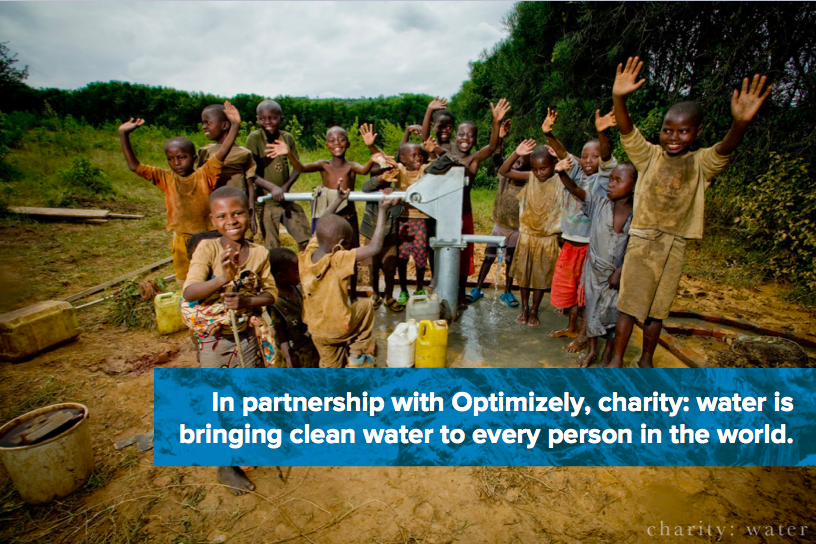 In partnership with Optimizely, charity: water is
bringing clean water to every person in the world.
charity: water